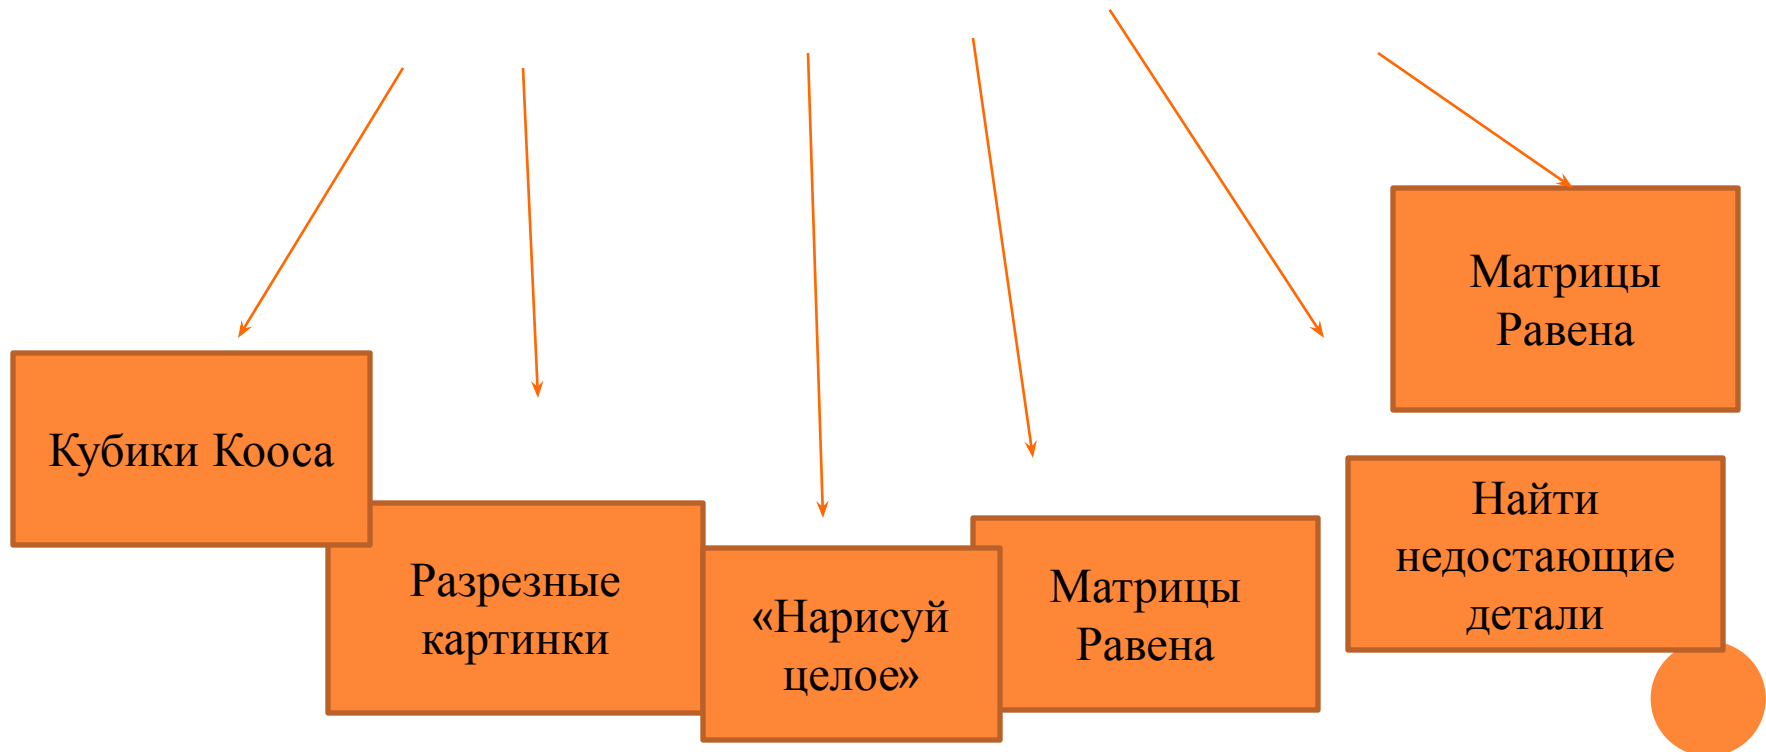 Кубики Кооса
Разрезные
картинки
«Нарисуй
целое»
Матрицы
Равена
Матрицы
Равена
Найти
недостающие
детали